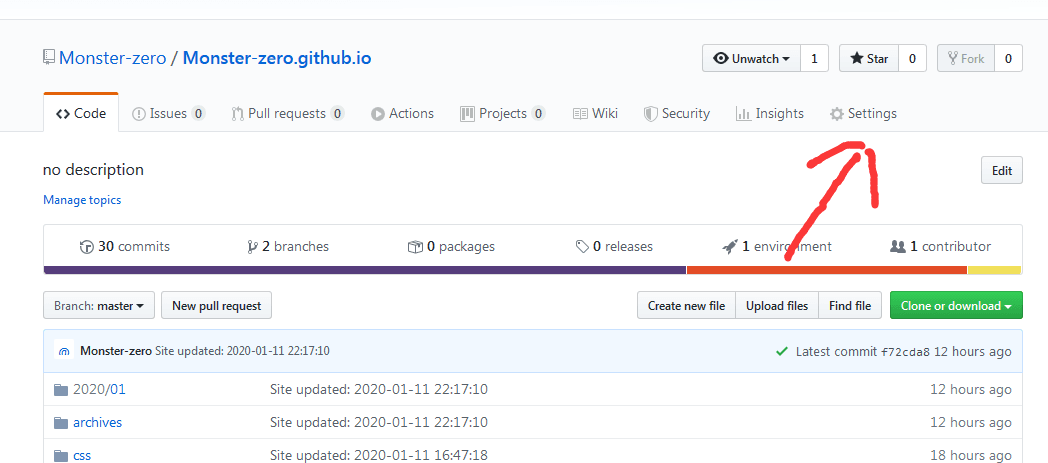 Monster-zero / Monster-zero.github.io Unwatch 1 Star 0 Fork 0
Code Issues 0 Pull requests 0 Actions Projects 0 Wiki Security Insights Settings
no description Edit
Manage topics
30 commits 2 branches 0 packages 0 releases 1 environment 1 contributor
Branch: master New pull request Create new file Upload files Find file Clone or download
Monster-zero Site updated: 2020-01-11 22:17:10 Latest commit f72cda8 12 hours ago
2020/01 Site updated: 2020-01-11 22:17:10 12 hours ago
archives Site updated: 2020-01-11 22:17:10 12 hours ago
css Site updated: 2020-01-11 16:47:18 18 hours ago